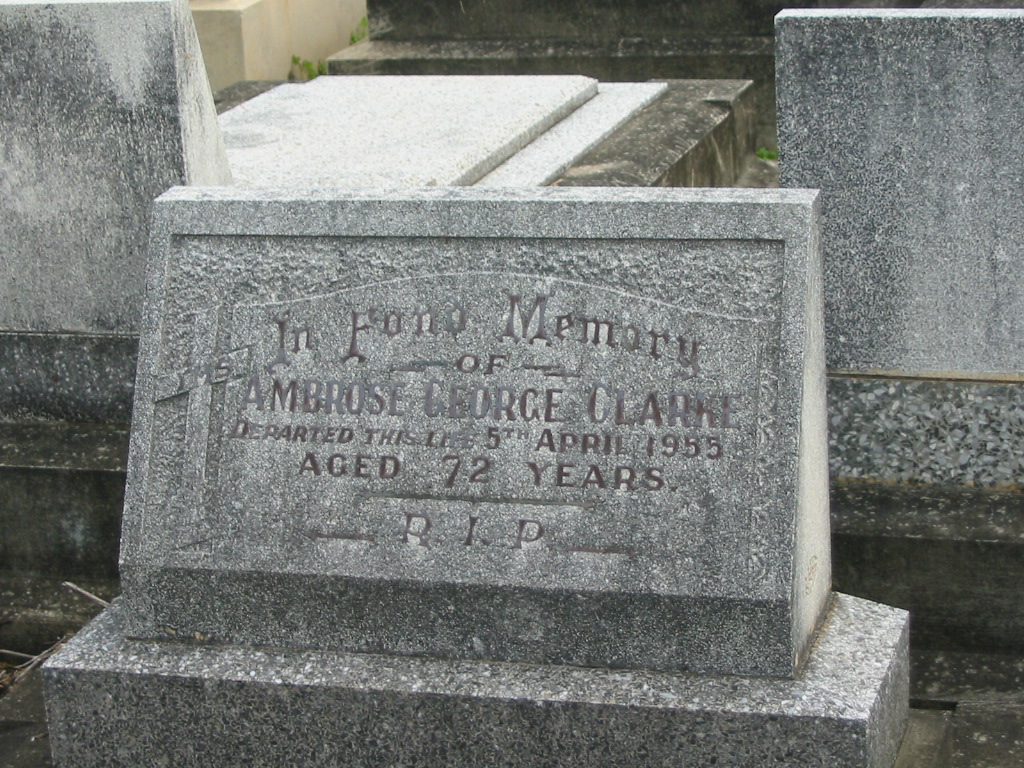 In Fond Memory
OF
AMBROSE GEORGE CLARKE
DEPARTED THIS LIFE 5TH APRIL 1955
AGED 72 YEARS.
R.I.P.